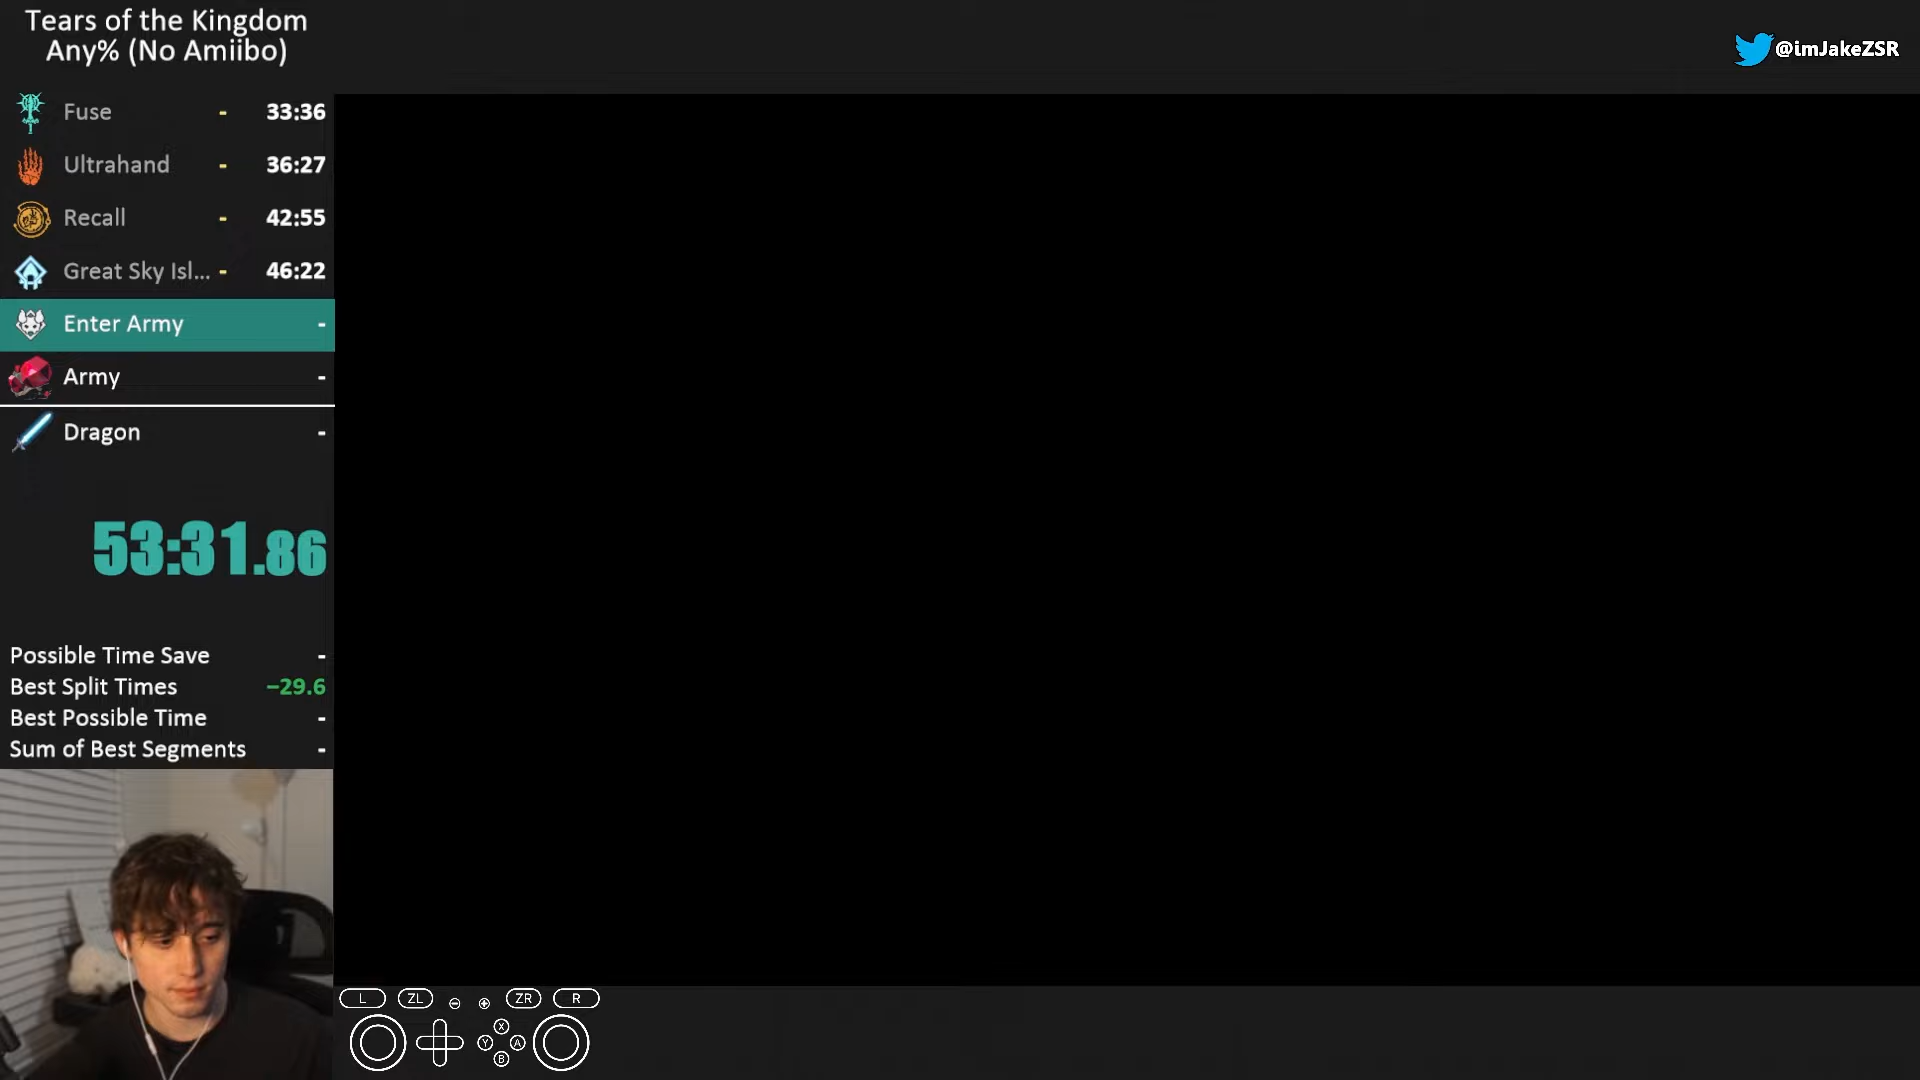 Tears of the Kingdom
Any% (No Amiibo)
@imJakeZSR
Fuse - 33:36
Ultrahand - 36:27
Recall - 42:55
Great Sky Isl... - 46:22
Enter Army -
Army -
Dragon -
53:31.86
Possible Time Save -
Best Split Times −29.6
Best Possible Time -
Sum of Best Segments -
L ZL ZR R
X
Y A
B